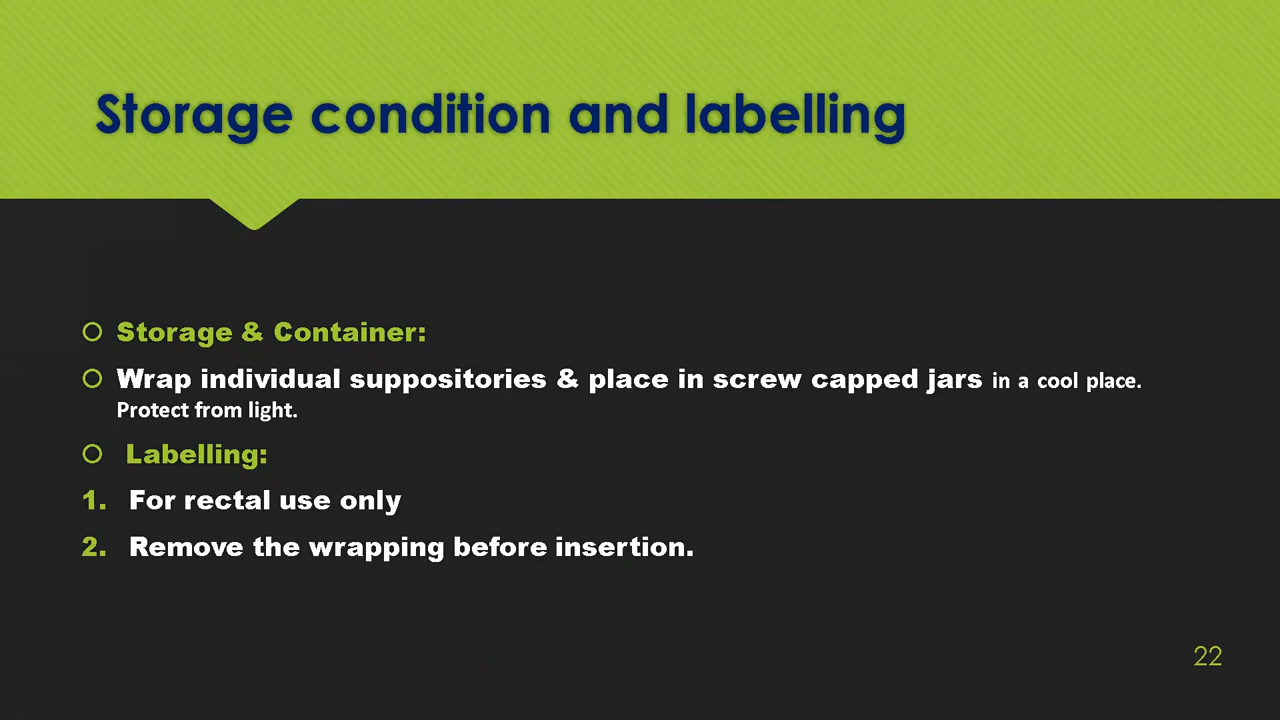 Storage condition and labelling
Storage & Container:
Wrap individual suppositories & place in screw capped jars in a cool place.
Protect from light.
Labelling:
1. For rectal use only
2. Remove the wrapping before insertion.
22